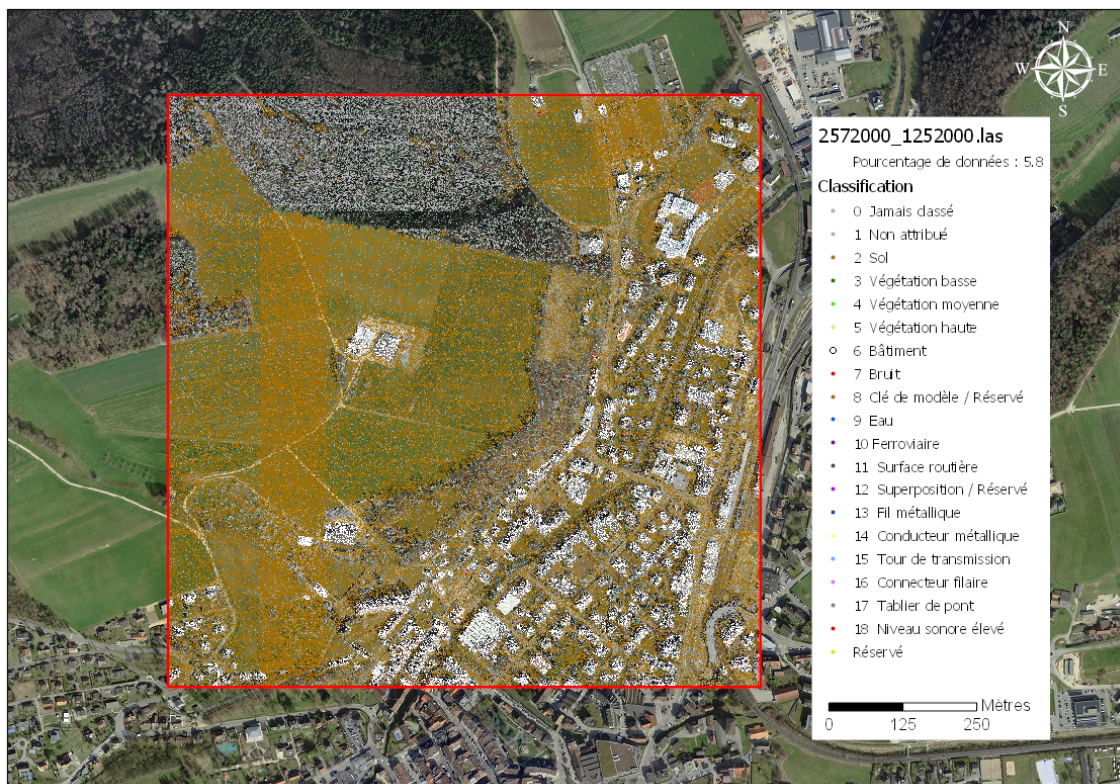 N
W E
S
2572000_1252000.las
Pourcentage de données : 5.8
Classification
0 Jamais classé
1 Non attribué
2 Sol
3 Végétation basse
4 Végétation moyenne
5 Végétation haute
6 Bâtiment
7 Bruit
8 Clé de modèle / Réservé
9 Eau
10 Ferroviaire
11 Surface routière
12 Superposition / Réservé
13 Fil métallique
14 Conducteur métallique
15 Tour de transmission
16 Connecteur filaire
17 Tablier de pont
18 Niveau sonore élevé
Réservé
Mètres
0 125 250